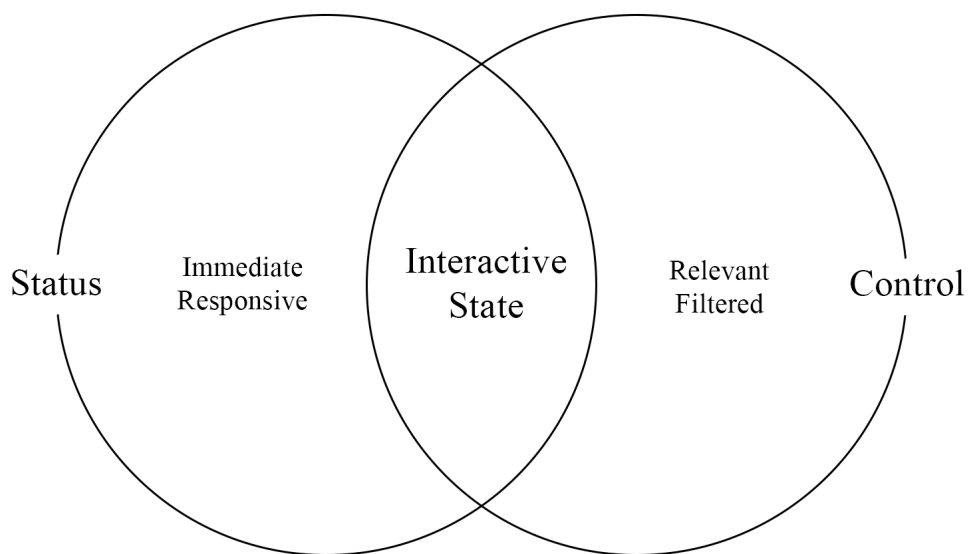 Status
Immediate
Responsive
Interactive
State
Relevant
Filtered
Control